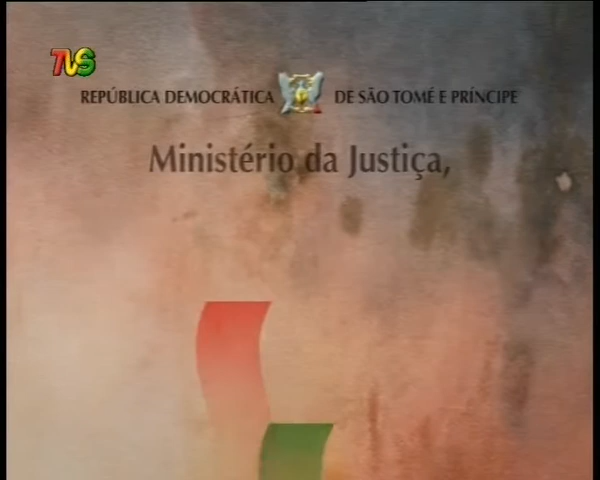 TVS
REPÚBLICA DEMOCRÁTICA DE SÃO TOMÉ E PRÍNCIPE
Ministério da Justiça,